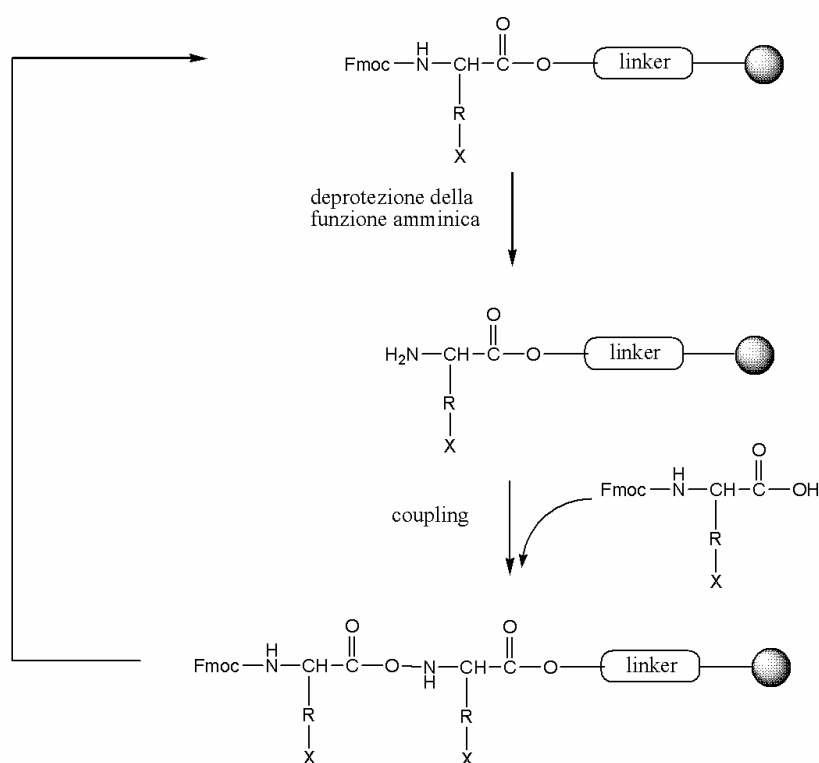 O
H
Fmoc—N—CH—C—O— linker
R
X
deprotezione della
funzione amminica
O
H₂N—CH—C—O— linker
R
X
O
H
Fmoc—N—CH—C—OH
R
X
coupling
O O
H
Fmoc—N—CH—C—O—N—CH—C—O— linker
H
R R
X X